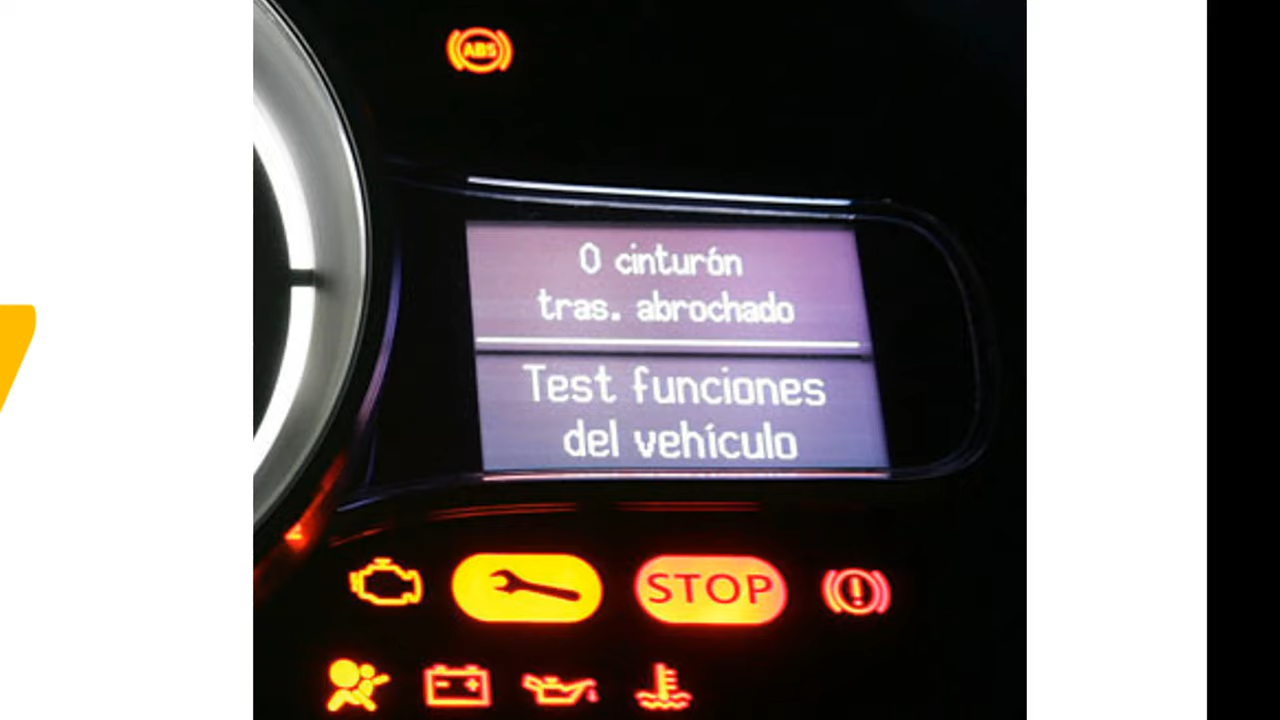 ABS
0 cinturón
tras. abrochado
Test funciones
del vehículo
STOP